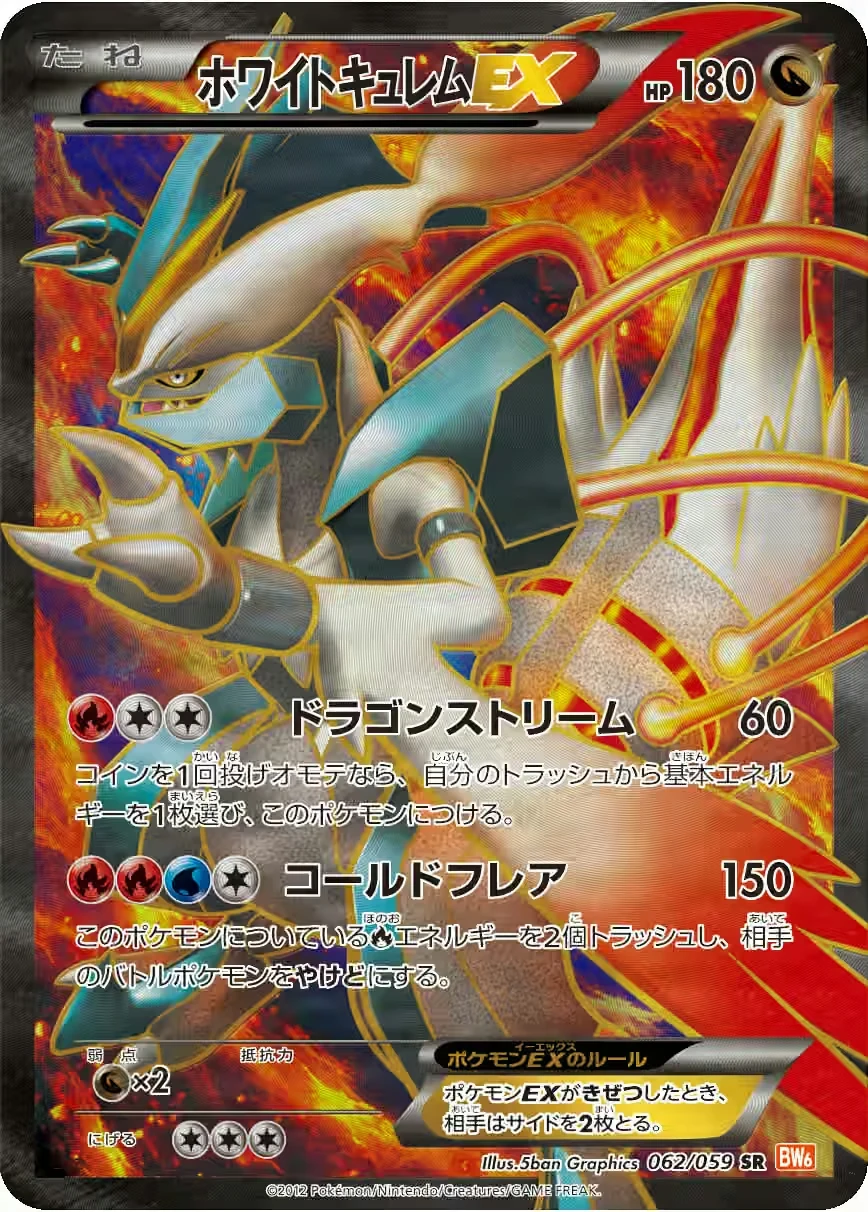 たね
ホワイトキュレムEX
HP180
ドラゴンストリーム 60
コインを1回投げオモテなら、自分のトラッシュから基本エネル
ギーを1枚選び、このポケモンにつける。
コールドフレア 150
このポケモンについているエネルギーを2個トラッシュし、相手
のバトルポケモンをやけどにする。
弱点 抵抗力
×2
にげる
ポケモンEXのルール
ポケモンEXがきぜつしたとき、
相手はサイドを2枚とる。
Illus.5ban Graphics 062/059 SR BW6
©2012 Pokémon/Nintendo/Creatures/GAME FREAK.